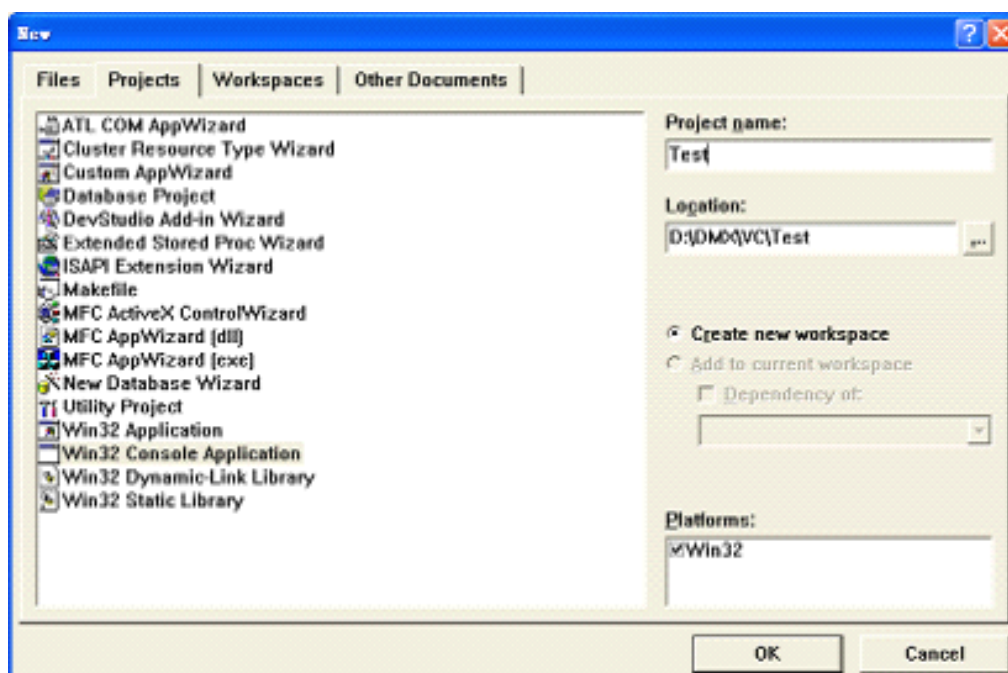 New
Files Projects Workspaces Other Documents
ATL COM AppWizard
Cluster Resource Type Wizard
Custom AppWizard
Database Project
DevStudio Add-in Wizard
Extended Stored Proc Wizard
ISAPI Extension Wizard
Makefile
MFC ActiveX ControlWizard
MFC AppWizard (dll)
MFC AppWizard (exe)
New Database Wizard
Utility Project
Win32 Application
Win32 Console Application
Win32 Dynamic-Link Library
Win32 Static Library
Project name:
Test
Location:
D:\DMX\VC\Test
...
Create new workspace
Add to current workspace
Dependency of:
Platforms:
Win32
OK Cancel